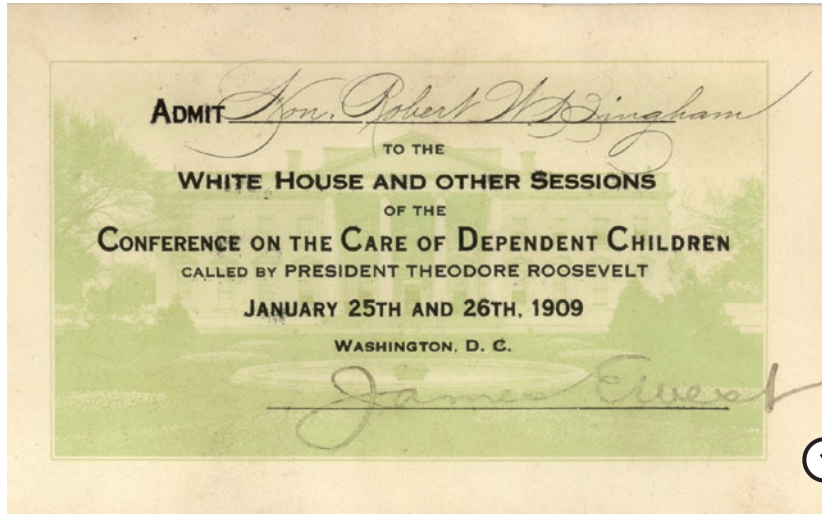 ADMIT Hon. Robert W. Bingham
TO THE
WHITE HOUSE AND OTHER SESSIONS
OF THE
CONFERENCE ON THE CARE OF DEPENDENT CHILDREN
CALLED BY PRESIDENT THEODORE ROOSEVELT
JANUARY 25TH AND 26TH, 1909
WASHINGTON, D. C.
James E West